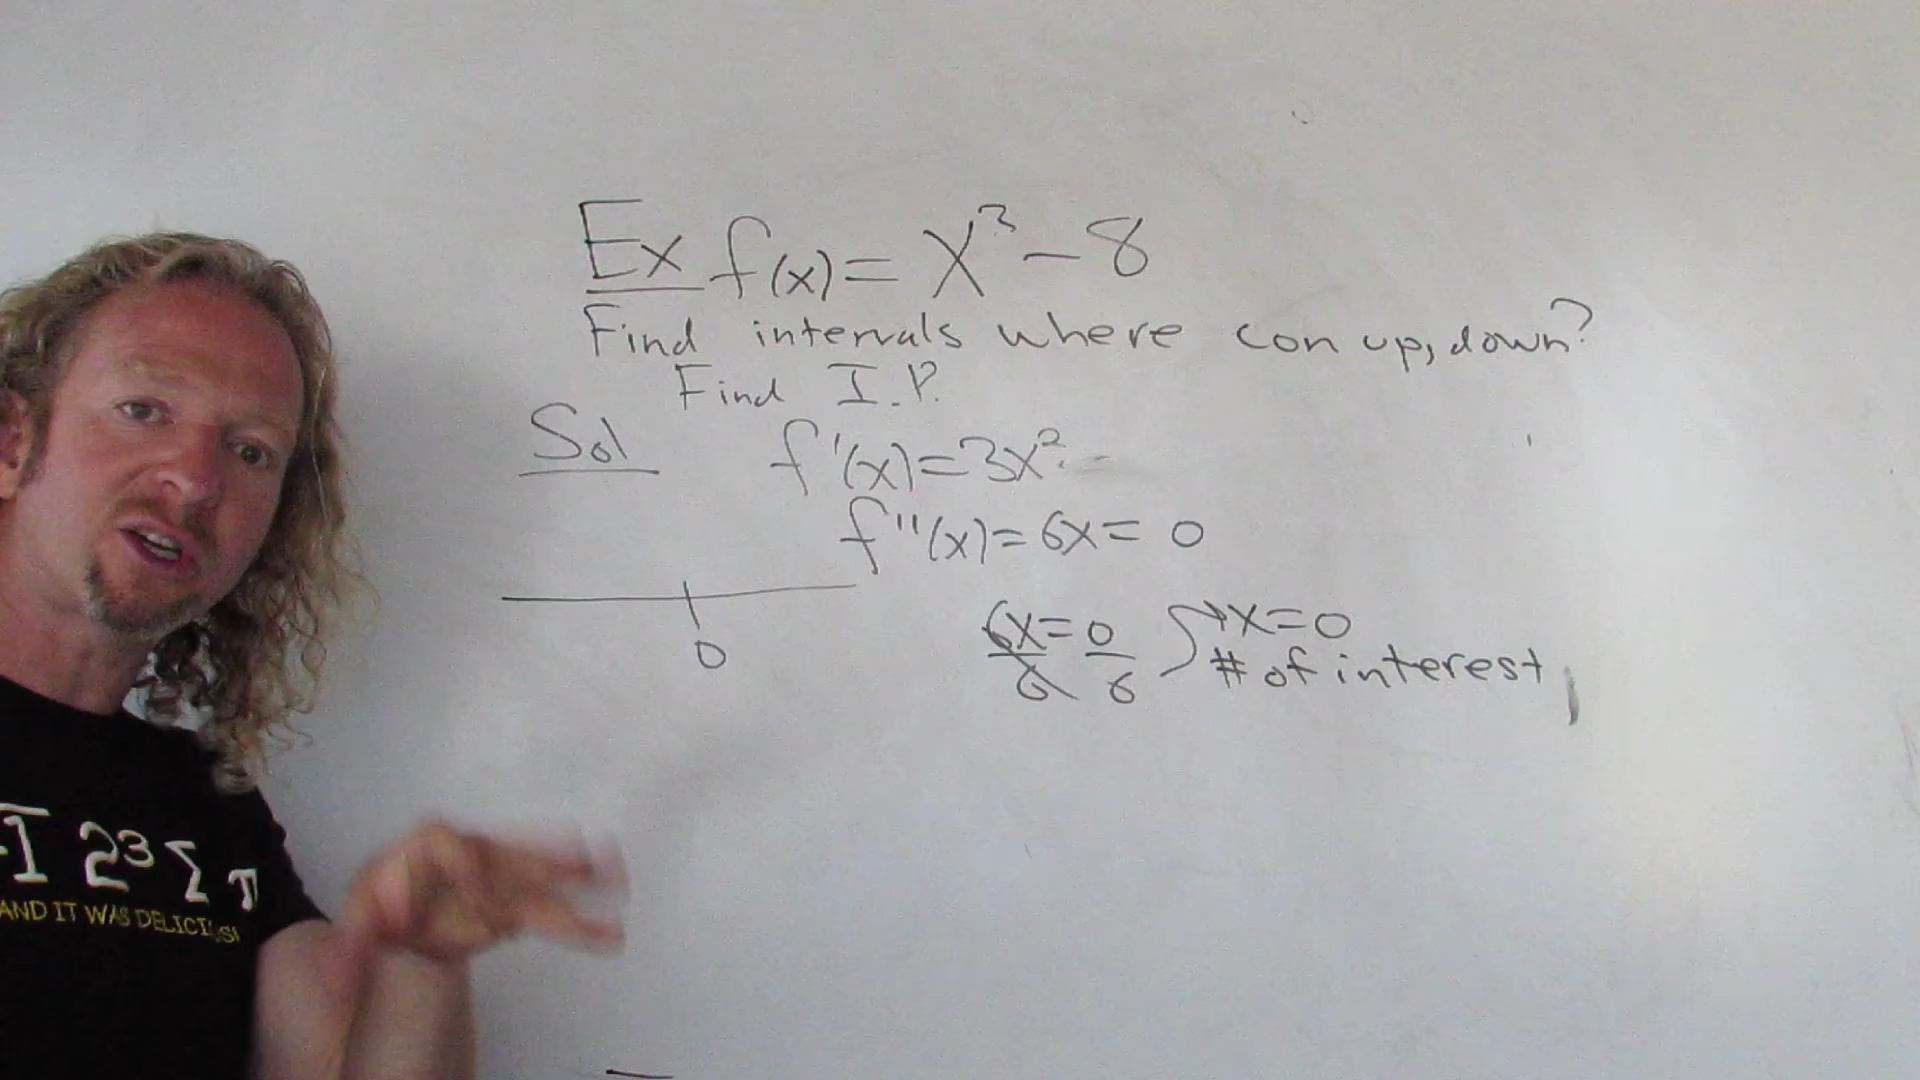 Ex f(x) = x³ - 8
Find intervals where con up, down?
Find I.P.
Sol f'(x) = 3x²
f''(x) = 6x = 0
0
6x = 0 → x = 0
6 6 # of interest
2³ Σ π
AND IT WAS DELICIOUS!